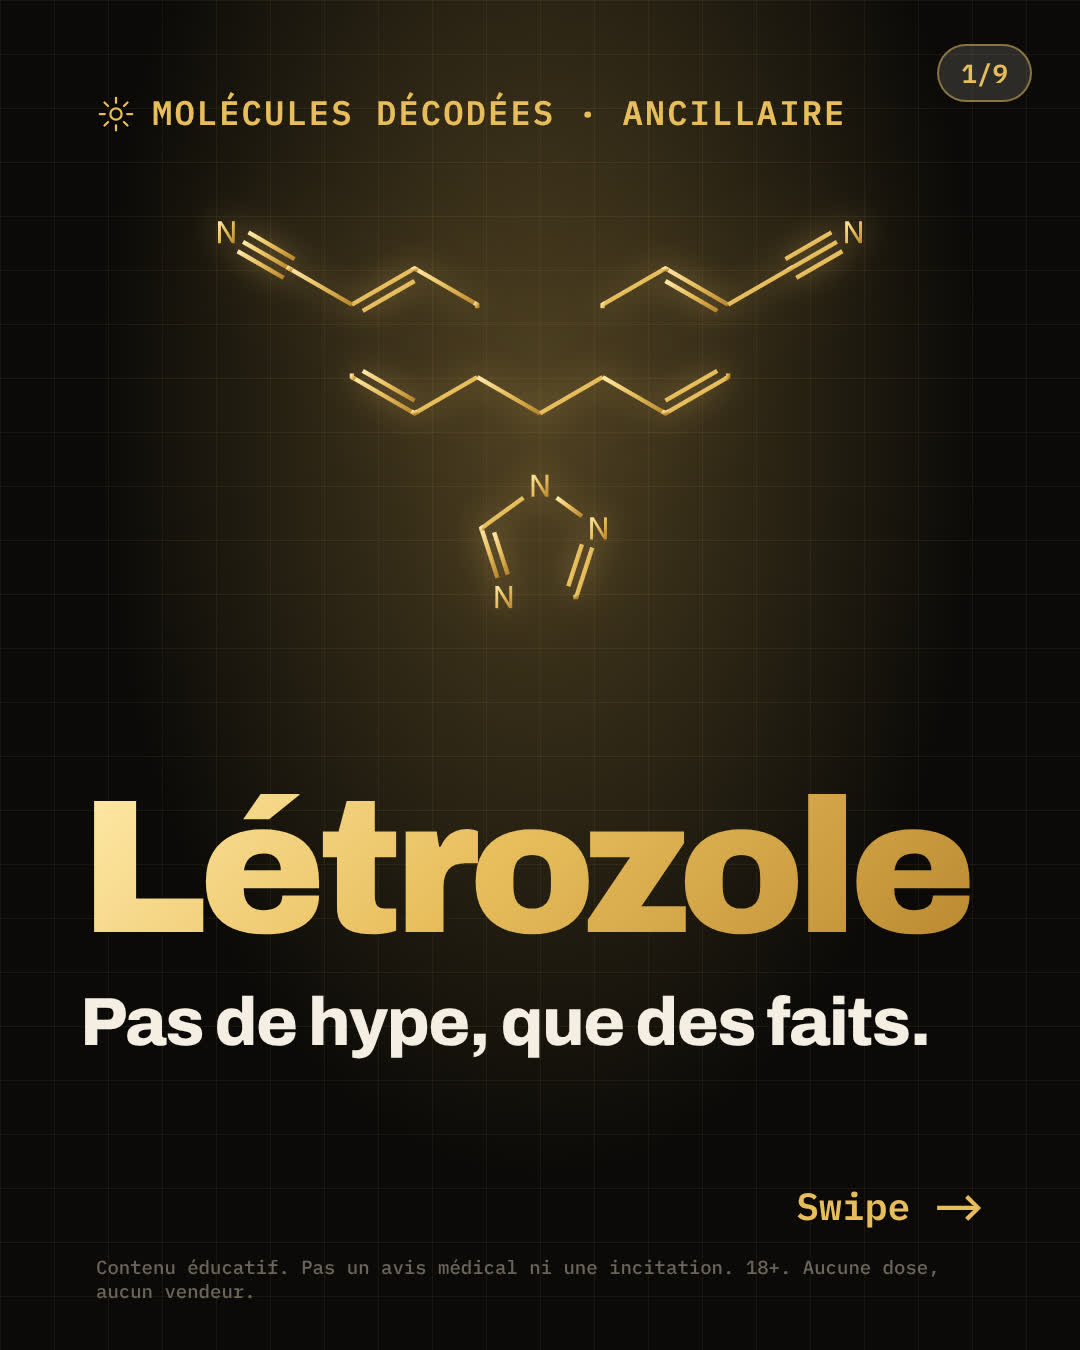 1/9
MOLÉCULES DÉCODÉES · ANCILLAIRE
N N
N
N
N
Létrozole
Pas de hype, que des faits.
Swipe →
Contenu éducatif. Pas un avis médical ni une incitation. 18+. Aucune dose,
aucun vendeur.